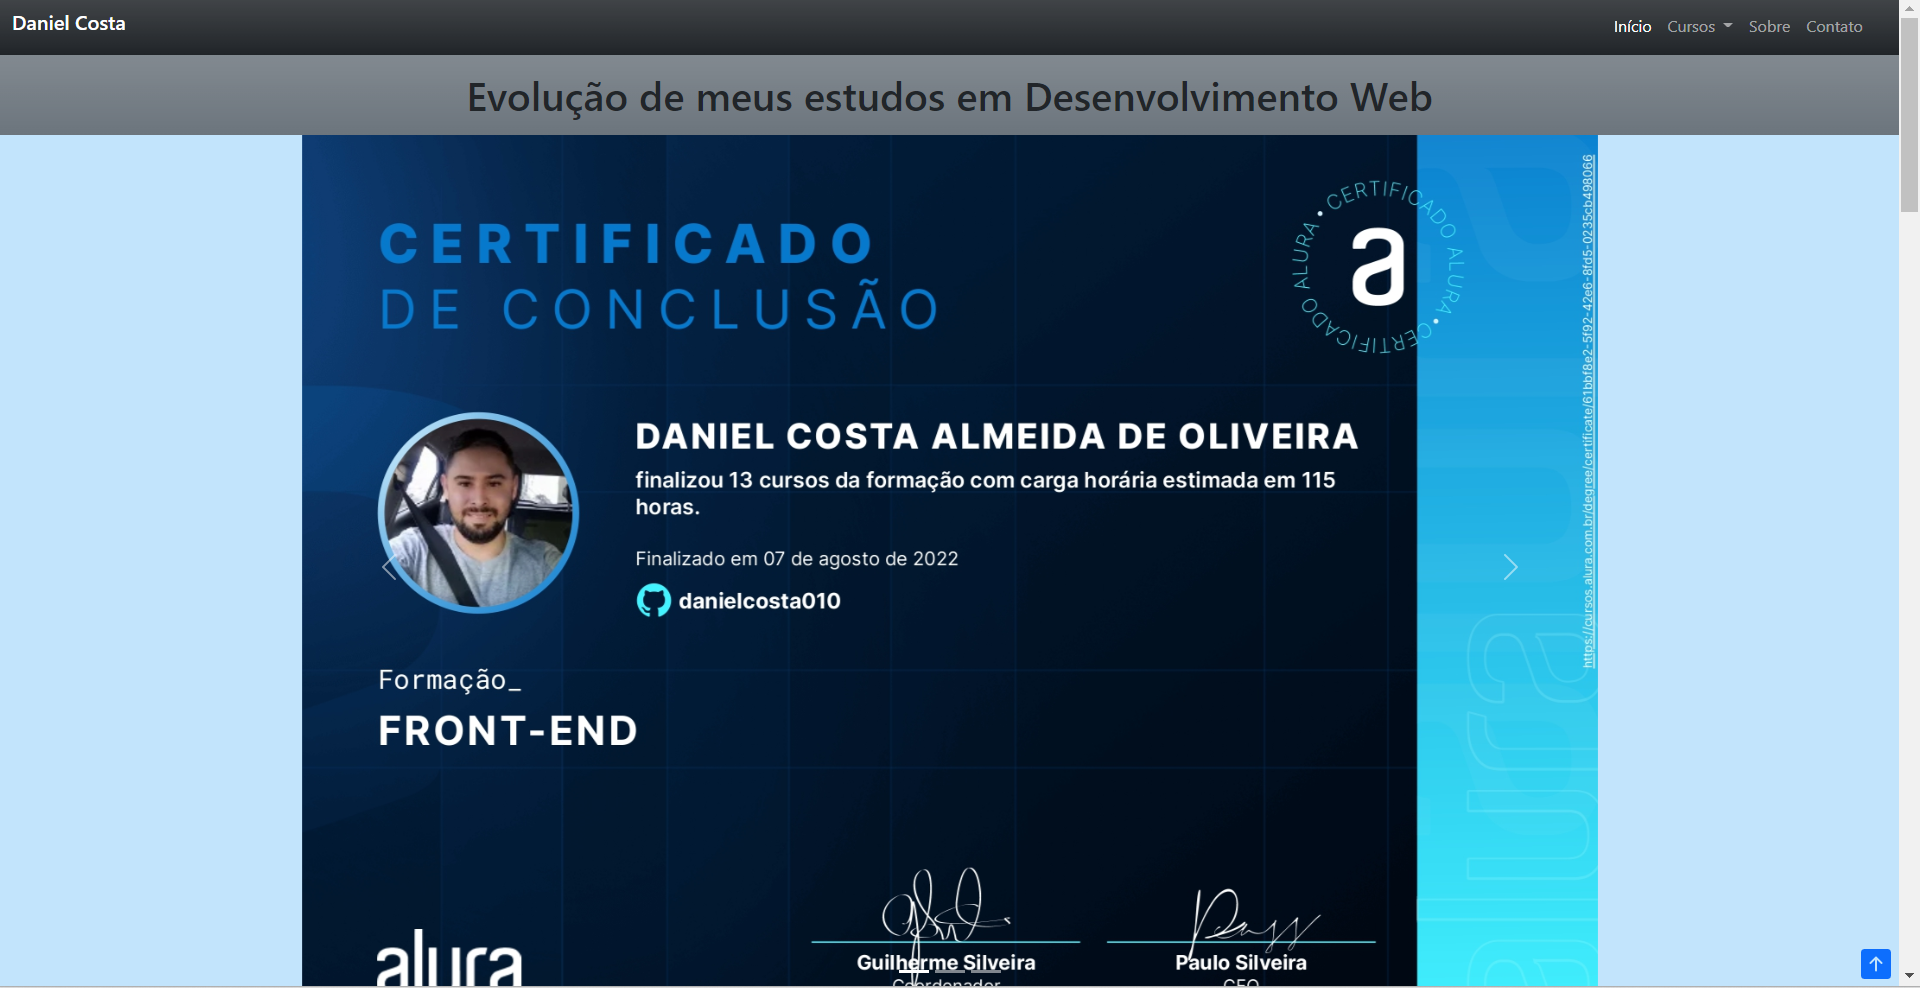 Daniel Costa
Início Cursos Sobre Contato
Evolução de meus estudos em Desenvolvimento Web
CERTIFICADO
DE CONCLUSÃO
• CERTIFICADO ALURA • CERTIFICADO ALURA
a
https://cursos.alura.com.br/degree/certificate/61bbf8e2-5f92-42e6-8fd5-0235cb498066
DANIEL COSTA ALMEIDA DE OLIVEIRA
finalizou 13 cursos da formação com carga horária estimada em 115
horas.
Finalizado em 07 de agosto de 2022
danielcosta010
Formação_
FRONT-END
alura
Guilherme Silveira
Coordenador
Paulo Silveira
CEO